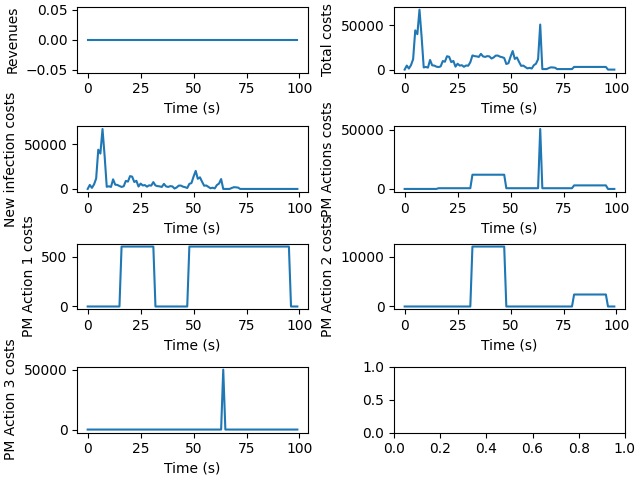 Revenues
0.05
0.00
−0.05
0 25 50 75 100
Time (s)
Total costs
50000
0
0 25 50 75 100
Time (s)
New infection costs
50000
0
0 25 50 75 100
Time (s)
PM Actions costs
50000
0
0 25 50 75 100
Time (s)
PM Action 1 costs
500
0
0 25 50 75 100
Time (s)
PM Action 2 costs
10000
0
0 25 50 75 100
Time (s)
PM Action 3 costs
50000
0
0 25 50 75 100
Time (s)
1.0
0.5
0.0
0.0 0.2 0.4 0.6 0.8 1.0